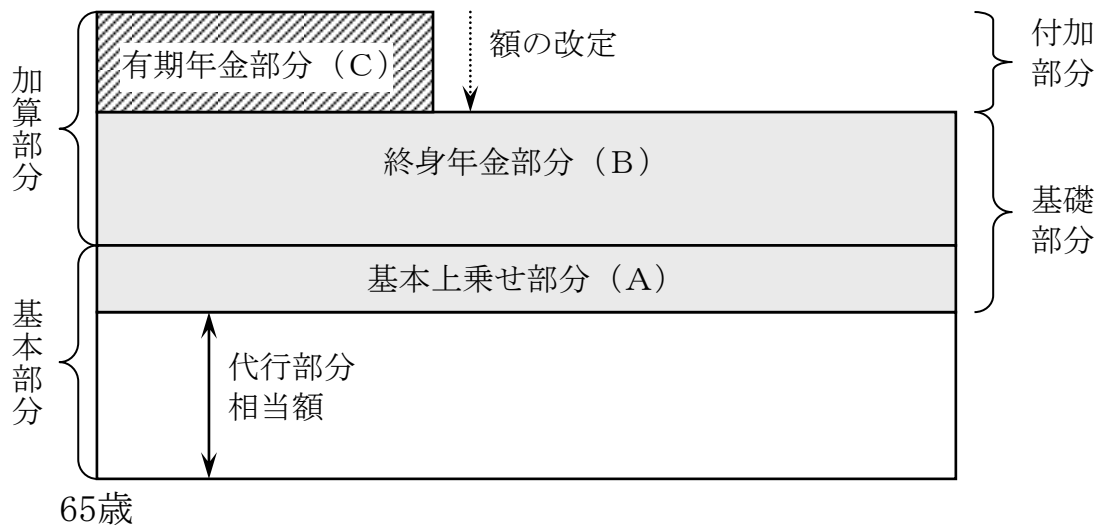 有期年金部分（C）
額の改定
付加
部分
加算部分
終身年金部分（B）
基礎
部分
基本上乗せ部分（A）
基本部分
代行部分
相当額
65歳